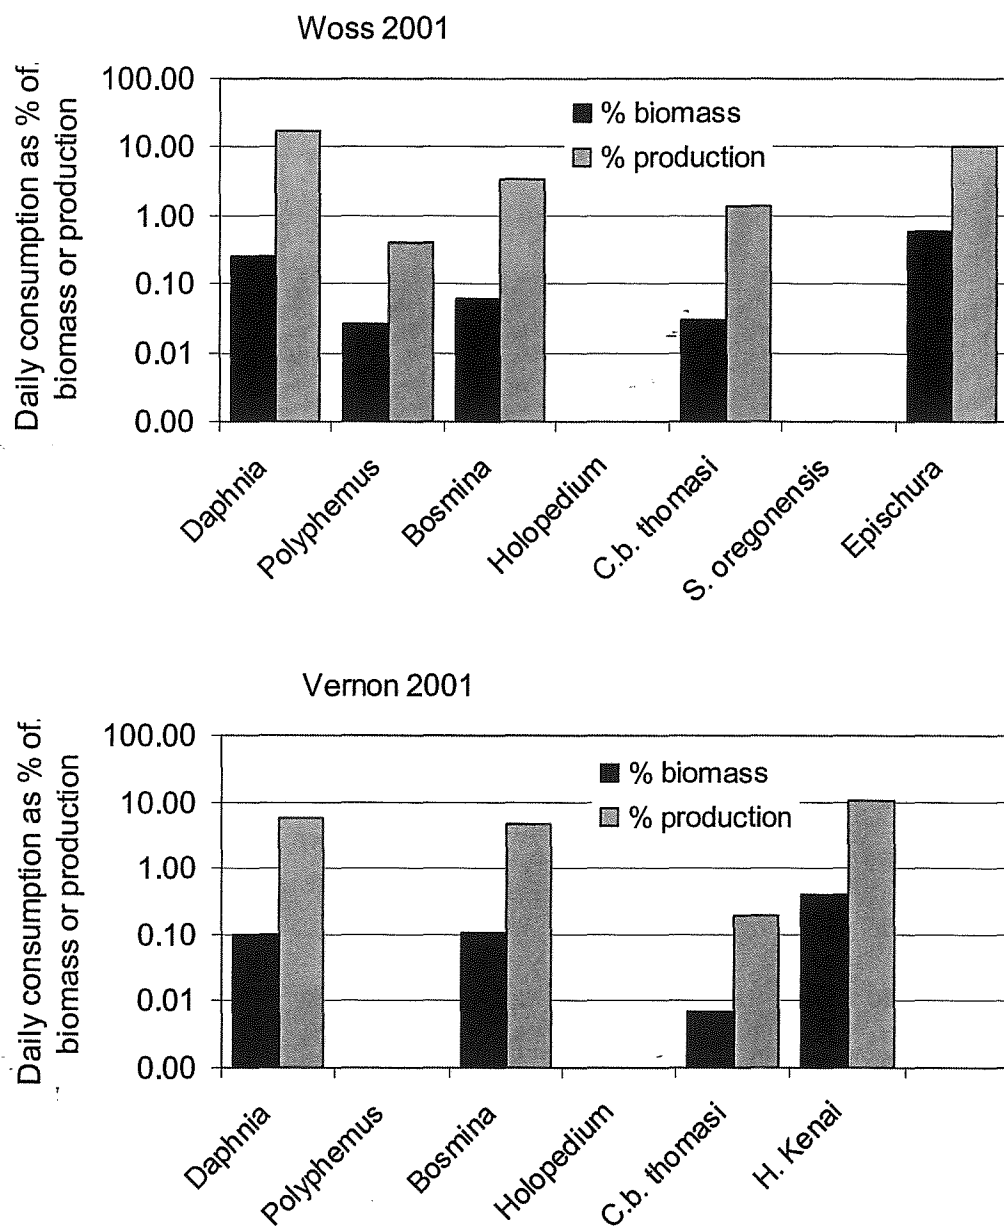 Woss 2001
Daily consumption as % of.
biomass or production
100.00
10.00
1.00
0.10
0.01
0.00
% biomass
% production
Daphnia
Polyphemus
Bosmina
Holopedium
C.b. thomasi
S. oregonensis
Epischura
Vernon 2001
Daily consumption as % of.
biomass or production
100.00
10.00
1.00
0.10
0.01
0.00
% biomass
% production
Daphnia
Polyphemus
Bosmina
Holopedium
C.b. thomasi
H. Kenai